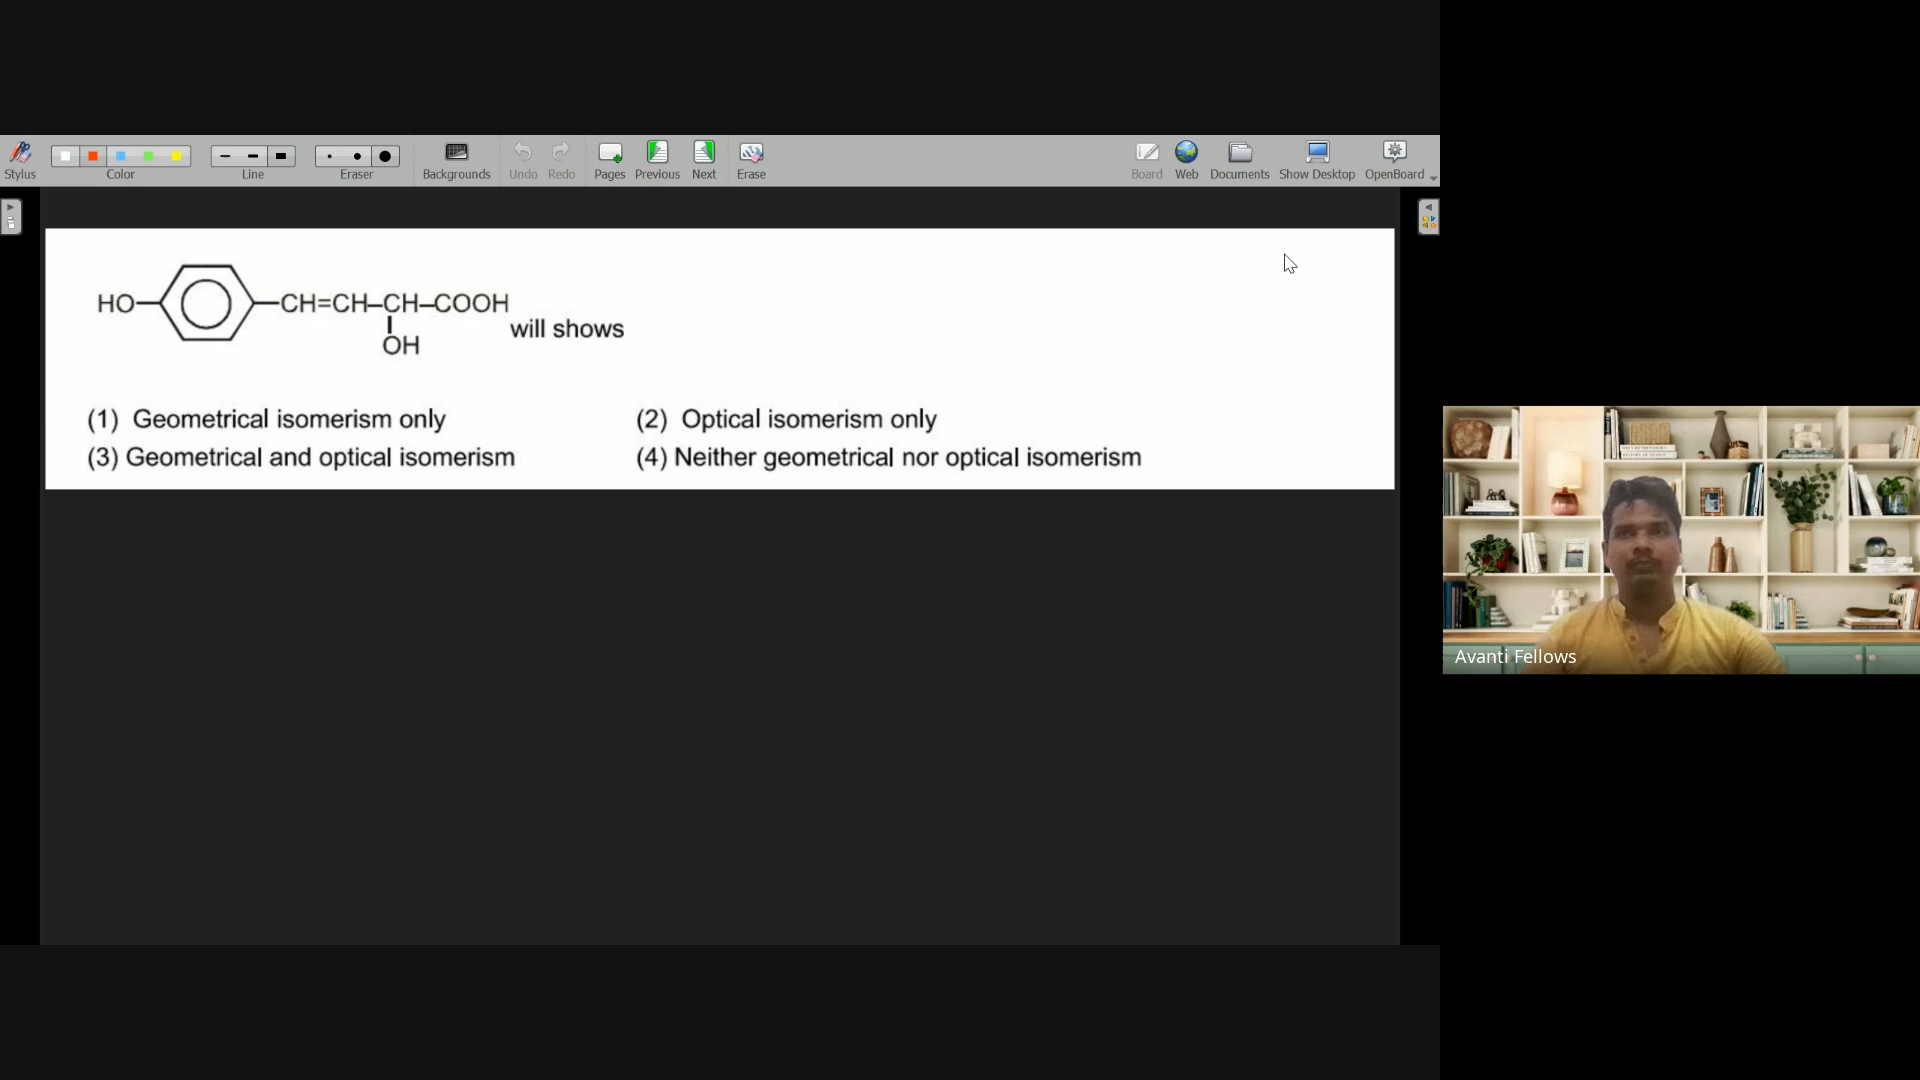 Stylus Color Line Eraser Backgrounds Undo Redo Pages Previous Next Erase Board Web Documents Show Desktop OpenBoard
HO CH=CH–CH–COOH
OH
will shows
(1) Geometrical isomerism only (2) Optical isomerism only
(3) Geometrical and optical isomerism (4) Neither geometrical nor optical isomerism
Avanti Fellows